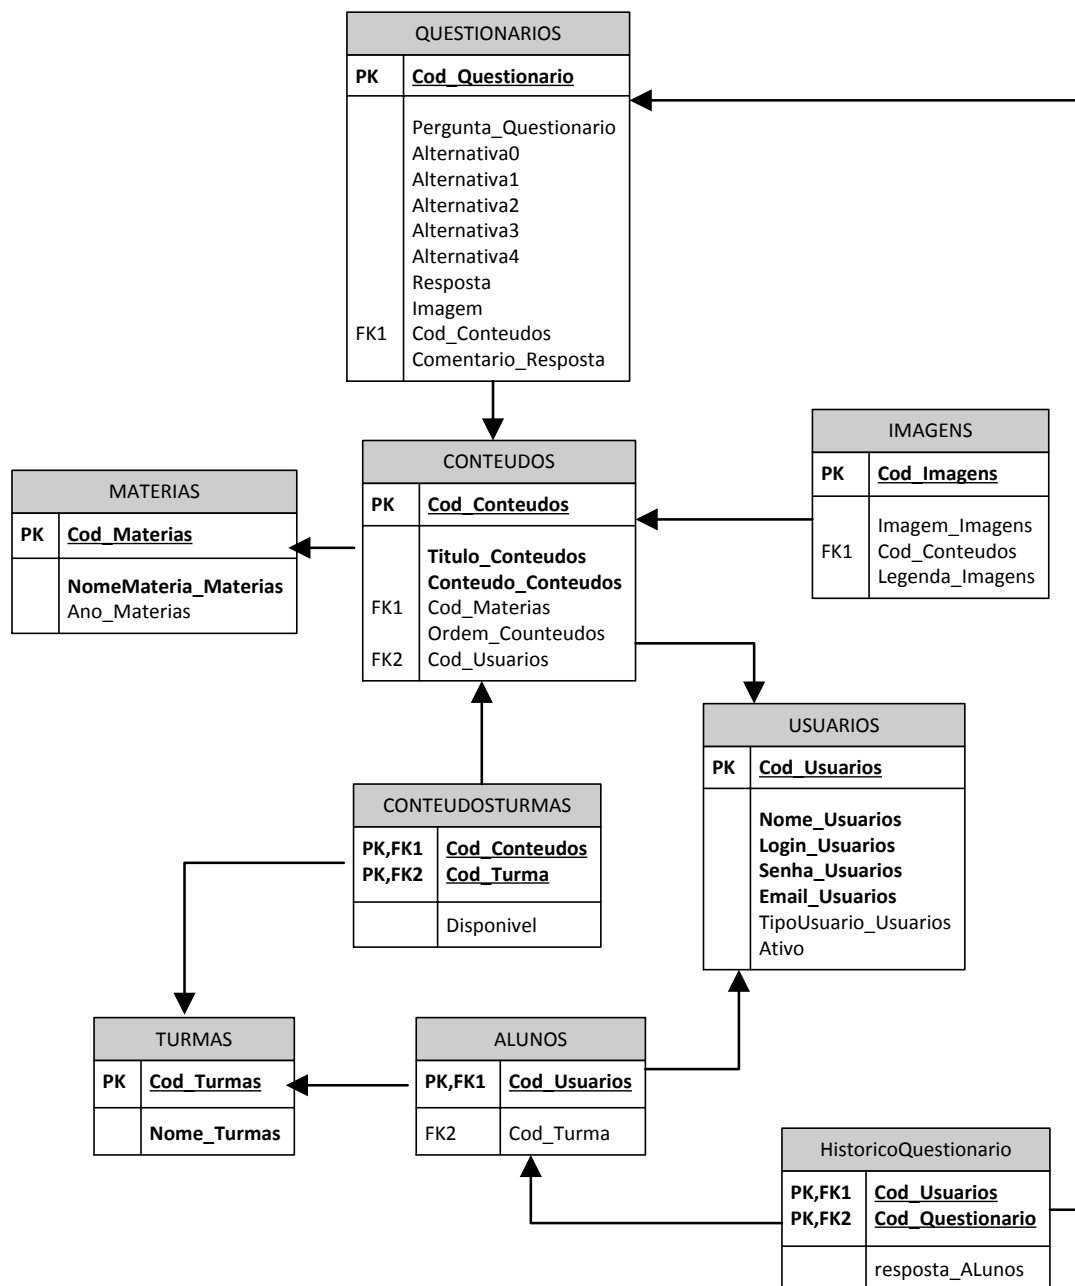 QUESTIONARIOS
PK Cod_Questionario
Pergunta_Questionario
Alternativa0
Alternativa1
Alternativa2
Alternativa3
Alternativa4
Resposta
Imagem
FK1 Cod_Conteudos
Comentario_Resposta
IMAGENS
PK Cod_Imagens
Imagem_Imagens
FK1 Cod_Conteudos
Legenda_Imagens
CONTEUDOS
PK Cod_Conteudos
Titulo_Conteudos
Conteudo_Conteudos
FK1 Cod_Materias
Ordem_Counteudos
FK2 Cod_Usuarios
MATERIAS
PK Cod_Materias
NomeMateria_Materias
Ano_Materias
USUARIOS
PK Cod_Usuarios
Nome_Usuarios
Login_Usuarios
Senha_Usuarios
Email_Usuarios
TipoUsuario_Usuarios
Ativo
CONTEUDOSTURMAS
PK,FK1 Cod_Conteudos
PK,FK2 Cod_Turma
Disponivel
TURMAS
PK Cod_Turmas
Nome_Turmas
ALUNOS
PK,FK1 Cod_Usuarios
FK2 Cod_Turma
HistoricoQuestionario
PK,FK1 Cod_Usuarios
PK,FK2 Cod_Questionario
resposta_ALunos